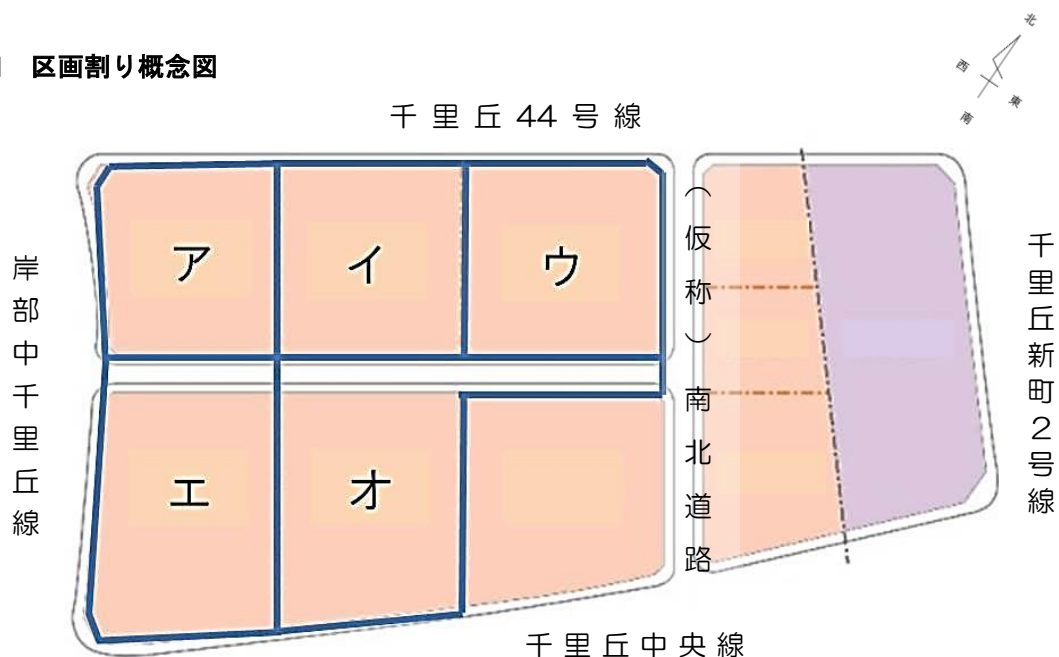 区画割り概念図
北
西
東
南
千里丘44号線
ア
イ
ウ
エ
オ
岸部中千里丘線
(仮称)南北道路
千里丘新町2号線
千里丘中央線